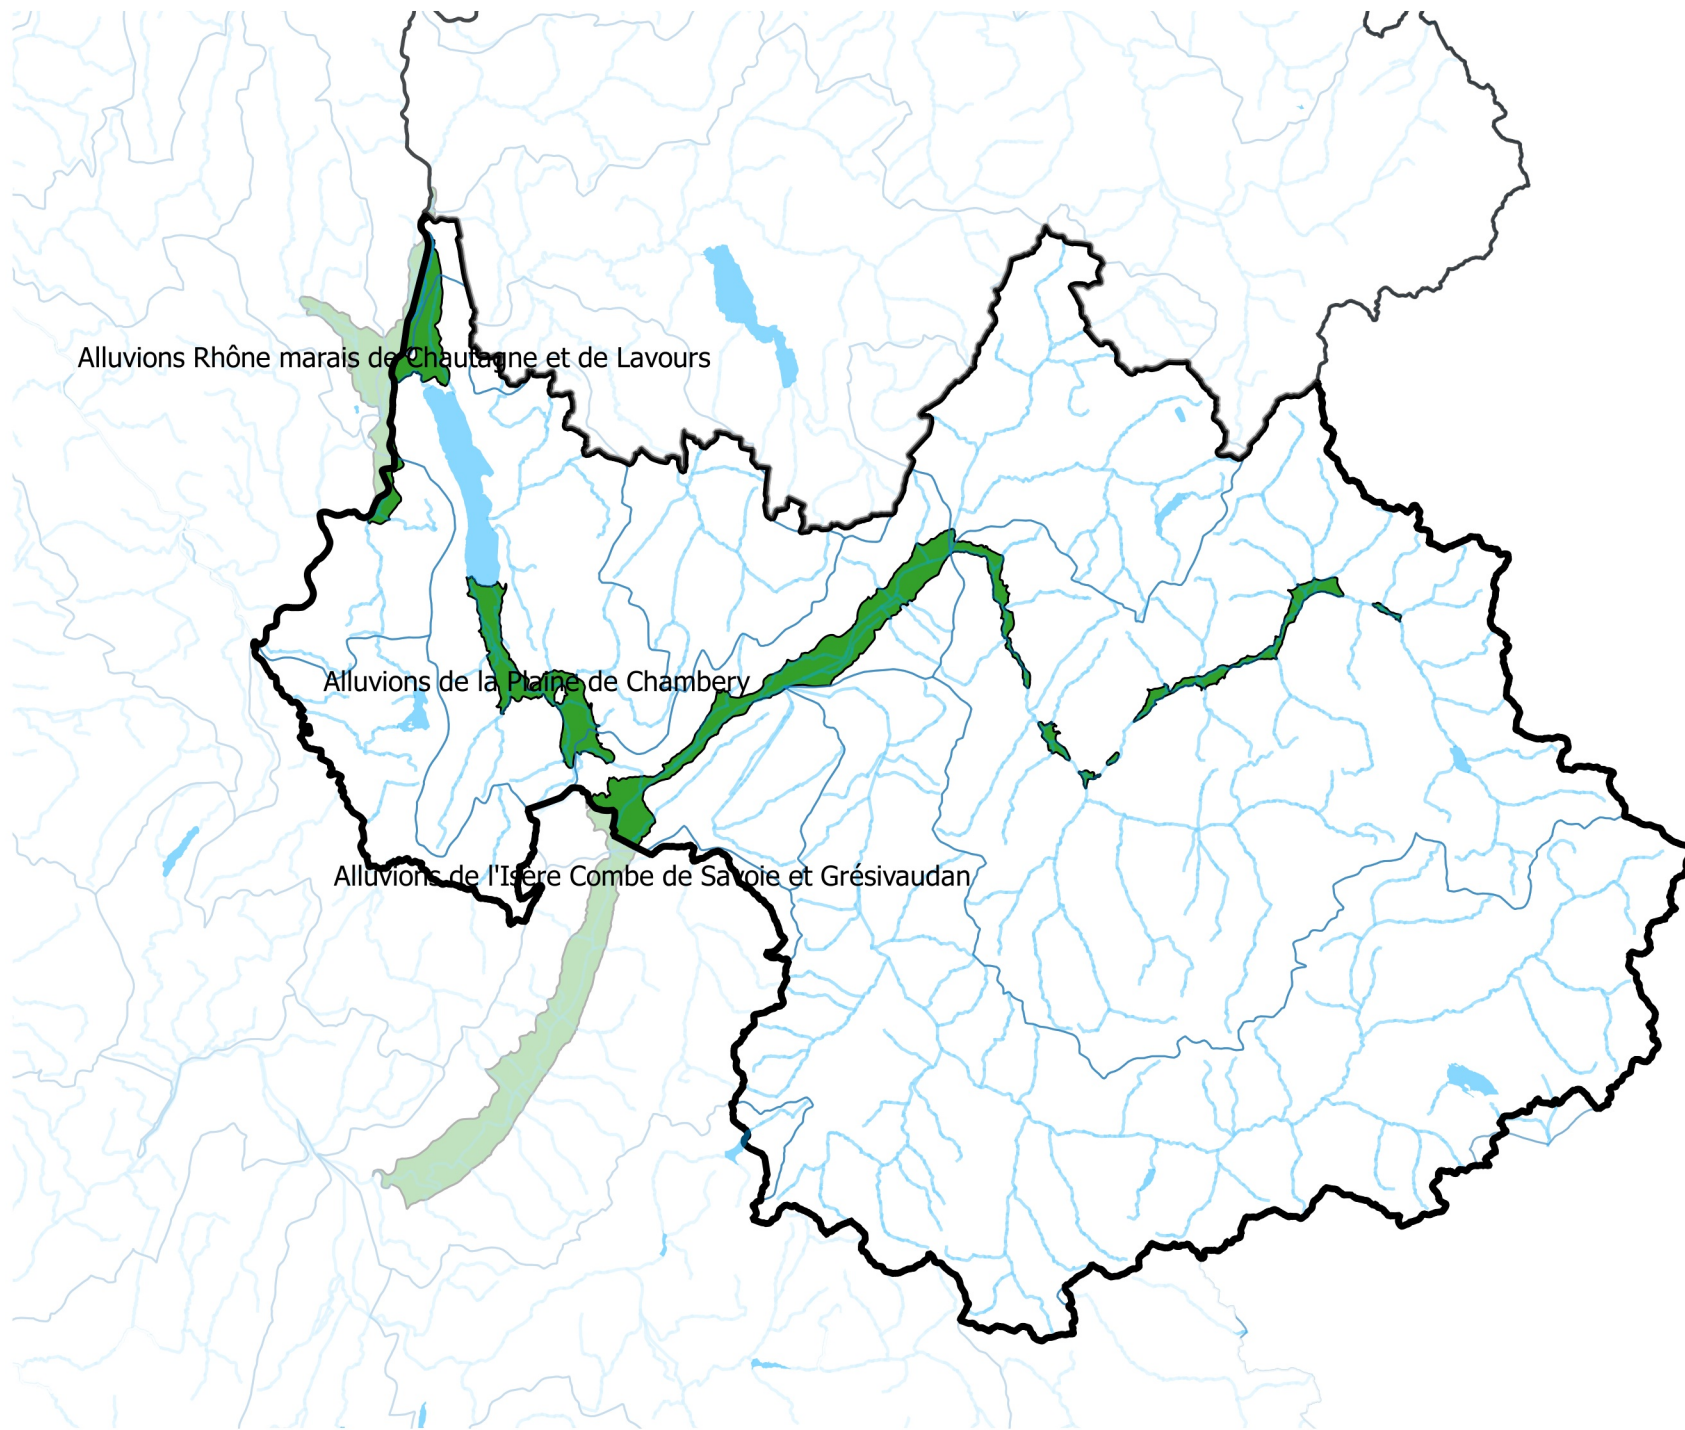 Alluvions Rhône marais de Chautagne et de Lavours
Alluvions de la Plaine de Chambery
Alluvions de l'Isère Combe de Savoie et Grésivaudan